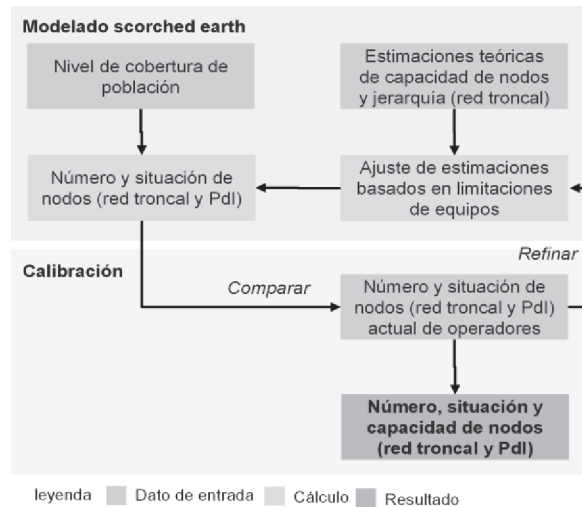 Modelado scorched earth
Nivel de cobertura de
población
Estimaciones teóricas
de capacidad de nodos
y jerarquía (red troncal)
Número y situación de
nodos (red troncal y PdI)
Ajuste de estimaciones
basados en limitaciones
de equipos
Refinar
Calibración
Comparar
Número y situación de
nodos (red troncal y PdI)
actual de operadores
Número, situación y
capacidad de nodos
(red troncal y PdI)
leyenda
Dato de entrada
Cálculo
Resultado